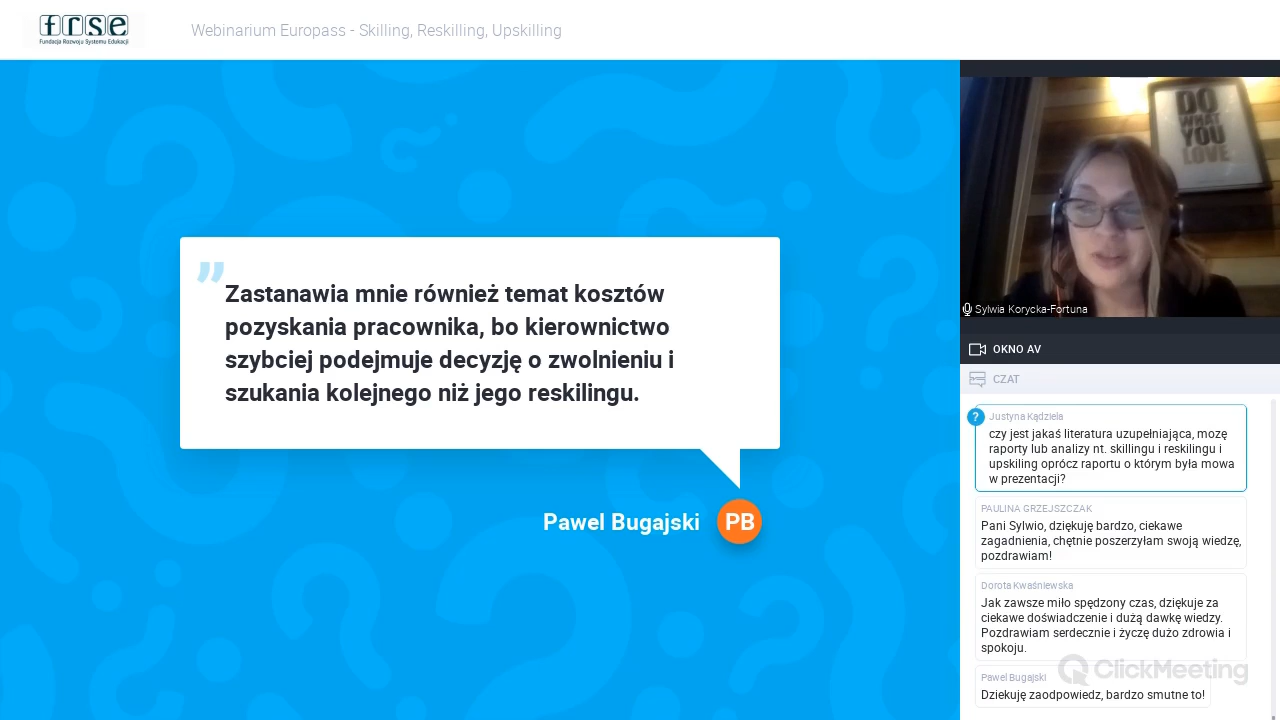 frse
Fundacja Rozwoju Systemu Edukacji
Webinarium Europass - Skilling, Reskilling, Upskilling
Zastanawia mnie również temat kosztów
pozyskania pracownika, bo kierownictwo
szybciej podejmuje decyzję o zwolnieniu i
szukania kolejnego niż jego reskilingu.
Pawel Bugajski
PB
DO
WHAT
YOU
LOVE
Sylwia Korycka-Fortuna
OKNO AV
CZAT
?
Justyna Kądziela
czy jest jakaś literatura uzupełniająca, mozę
raporty lub analizy nt. skillingu i reskilingu i
upskiling oprócz raportu o którym była mowa
w prezentacji?
PAULINA GRZEJSZCZAK
Pani Sylwio, dziękuję bardzo, ciekawe
zagadnienia, chętnie poszerzyłam swoją wiedzę,
pozdrawiam!
Dorota Kwaśniewska
Jak zawsze miło spędzony czas, dziękuje za
ciekawe doświadczenie i dużą dawkę wiedzy.
Pozdrawiam serdecznie i życzę dużo zdrowia i
spokoju.
ClickMeeting
Pawel Bugajski
Dziekuję zaodpowiedz, bardzo smutne to!